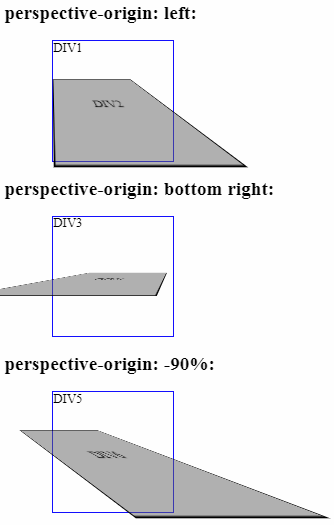 perspective-origin: left:
DIV1
DIV2
perspective-origin: bottom right:
DIV3
perspective-origin: -90%:
DIV5